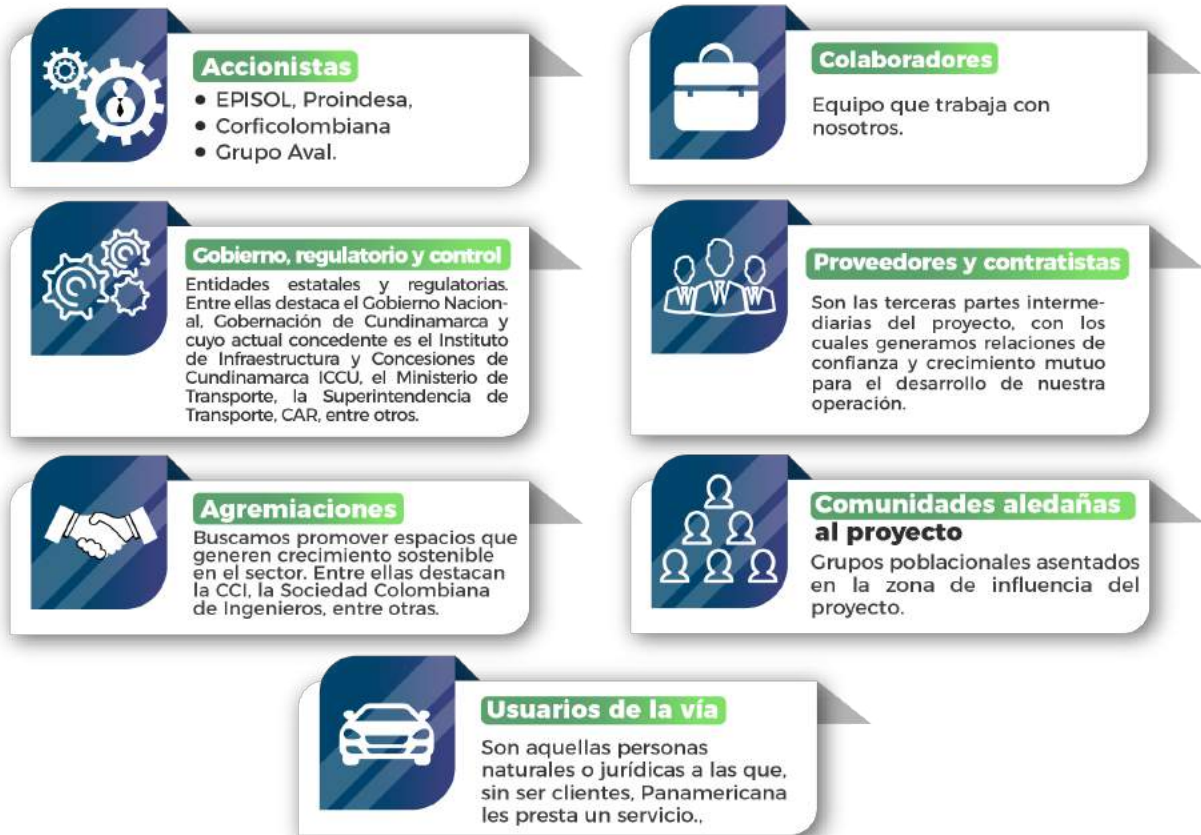 Accionistas
• EPISOL, Proindesa,
• Corficolombiana
• Grupo Aval.
Colaboradores
Equipo que trabaja con
nosotros.
Gobierno, regulatorio y control
Entidades estatales y regulatorias.
Entre ellas destaca el Gobierno Nacion-
al, Gobernación de Cundinamarca y
cuyo actual concedente es el Instituto
de Infraestructura y Concesiones de
Cundinamarca ICCU, el Ministerio de
Transporte, la Superintendencia de
Transporte, CAR, entre otros.
Proveedores y contratistas
Son las terceras partes interme-
diarias del proyecto, con los
cuales generamos relaciones de
confianza y crecimiento mutuo
para el desarrollo de nuestra
operación.
Agremiaciones
Buscamos promover espacios que
generen crecimiento sostenible
en el sector. Entre ellas destacan
la CCI, la Sociedad Colombiana
de Ingenieros, entre otras.
Comunidades aledañas
al proyecto
Grupos poblacionales asentados
en la zona de influencia del
proyecto.
Usuarios de la vía
Son aquellas personas
naturales o jurídicas a las que,
sin ser clientes, Panamericana
les presta un servicio.,